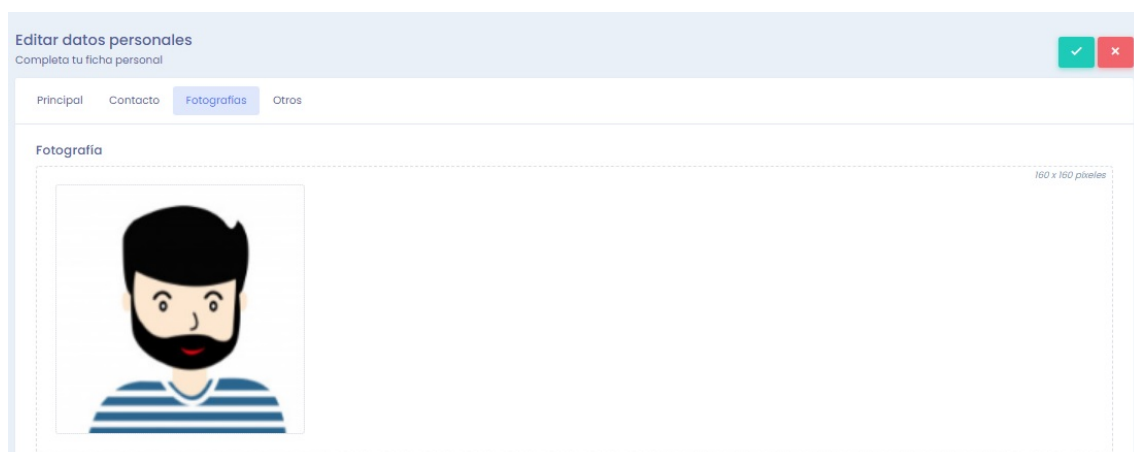 Editar datos personales
Completa tu ficha personal
Principal Contacto Fotografías Otros
Fotografía
160 x 160 píxeles